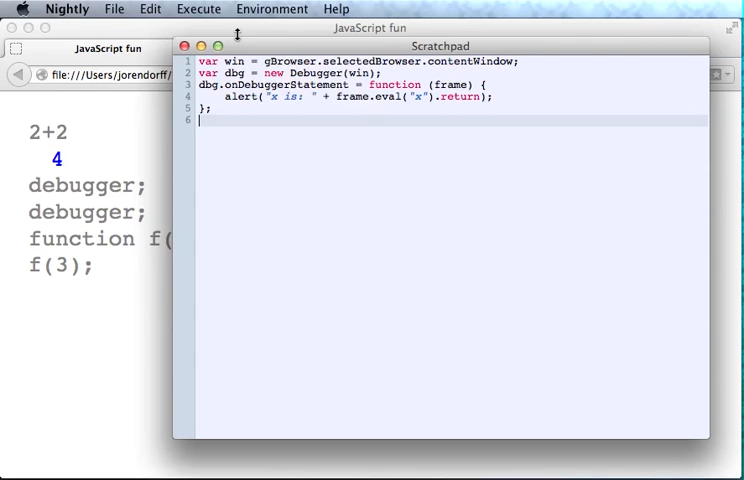 Nightly File Edit Execute Environment Help
JavaScript fun
JavaScript fun
file:///Users/jorendorff/
2+2
4
debugger;
debugger;
function f(
f(3);
Scratchpad
1 var win = gBrowser.selectedBrowser.contentWindow;
2 var dbg = new Debugger(win);
3 dbg.onDebuggerStatement = function (frame) {
4 alert("x is: " + frame.eval("x").return);
5 };
6